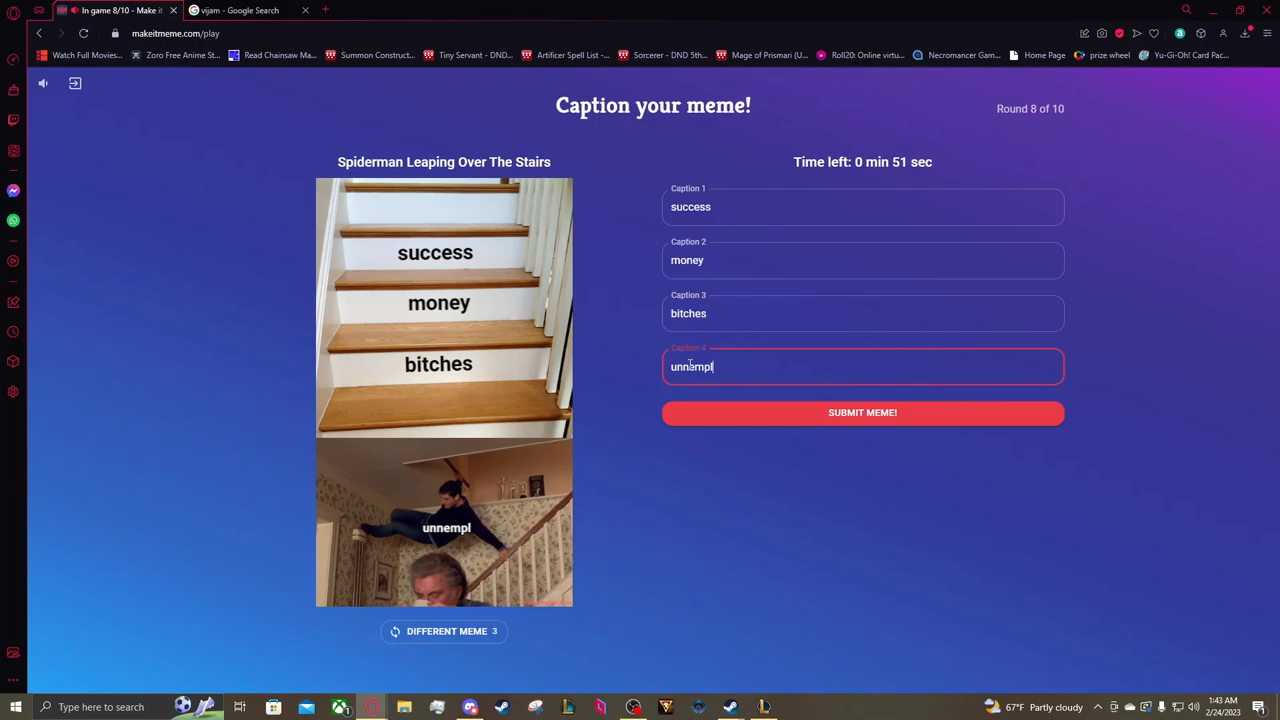 In game 8/10 - Make it
vijam - Google Search
makeitmeme.com/play
Watch Full Movies...
Zoro Free Anime St...
Read Chainsaw Ma...
Summon Construct...
Tiny Servant - DND...
Artificer Spell List -...
Sorcerer - DND 5th...
Mage of Prismari (U...
Roll20: Online virtu...
Necromancer Gamer...
Home Page
prize wheel
Yu-Gi-Oh! Card Pac...
Caption your meme!
Round 8 of 10
Spiderman Leaping Over The Stairs
Time left: 0 min 51 sec
success
money
bitches
unnempl
DIFFERENT MEME 3
Caption 1
success
Caption 2
money
Caption 3
bitches
Caption 4
unnempl
SUBMIT MEME!
Type here to search
67°F Partly cloudy
1:43 AM
2/24/2023